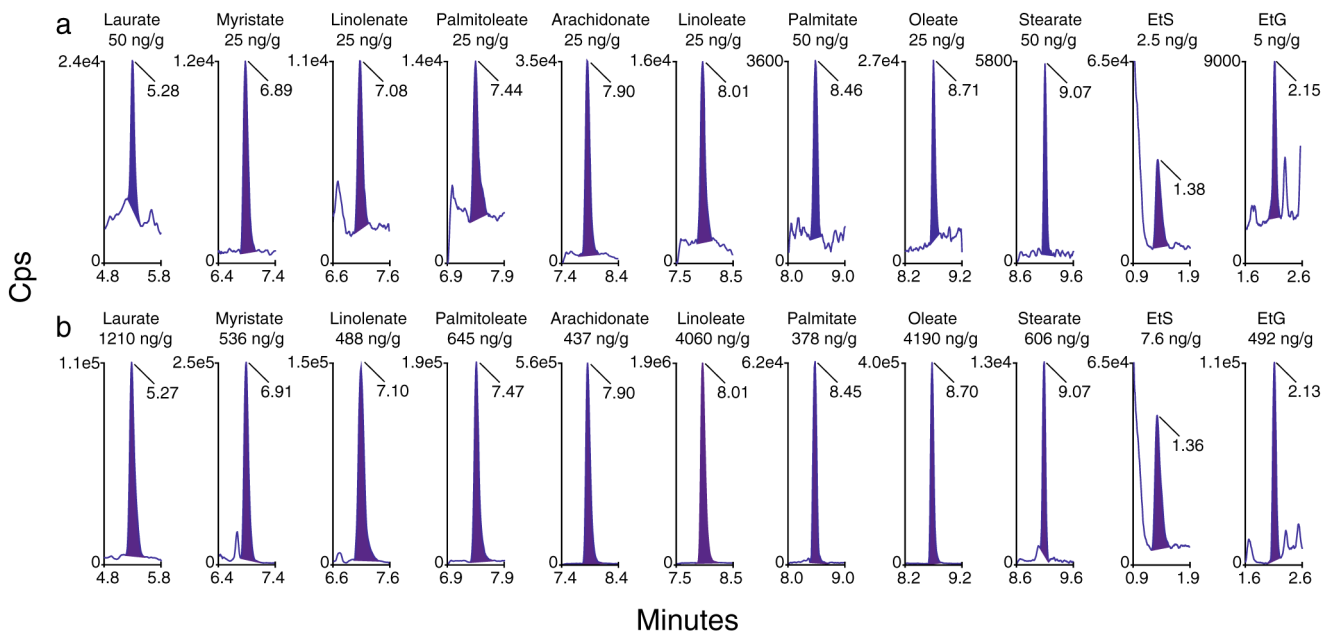 a
Laurate Myristate Linolenate Palmitoleate Arachidonate Linoleate Palmitate Oleate Stearate EtS EtG
50 ng/g 25 ng/g 25 ng/g 25 ng/g 25 ng/g 25 ng/g 50 ng/g 25 ng/g 50 ng/g 2.5 ng/g 5 ng/g
2.4e4 1.2e4 1.1e4 1.4e4 3.5e4 1.6e4 3600 2.7e4 5800 6.5e4 9000
5.28 6.89 7.08 7.44 7.90 8.01 8.46 8.71 9.07 1.38 2.15
0 0 0 0 0 0 0 0 0 0 0
4.8 5.8 6.4 7.4 6.6 7.6 6.9 7.9 7.4 8.4 7.5 8.5 8.0 9.0 8.2 9.2 8.6 9.6 0.9 1.9 1.6 2.6
Cps
b
Laurate Myristate Linolenate Palmitoleate Arachidonate Linoleate Palmitate Oleate Stearate EtS EtG
1210 ng/g 536 ng/g 488 ng/g 645 ng/g 437 ng/g 4060 ng/g 378 ng/g 4190 ng/g 606 ng/g 7.6 ng/g 492 ng/g
1.1e5 2.5e5 1.5e5 1.9e5 5.6e5 1.9e6 6.2e4 4.0e5 1.3e4 6.5e4 1.1e5
5.27 6.91 7.10 7.47 7.90 8.01 8.45 8.70 9.07 1.36 2.13
0 0 0 0 0 0 0 0 0 0 0
4.8 5.8 6.4 7.4 6.6 7.6 6.9 7.9 7.4 8.4 7.5 8.5 8.0 9.0 8.2 9.2 8.6 9.6 0.9 1.9 1.6 2.6
Minutes